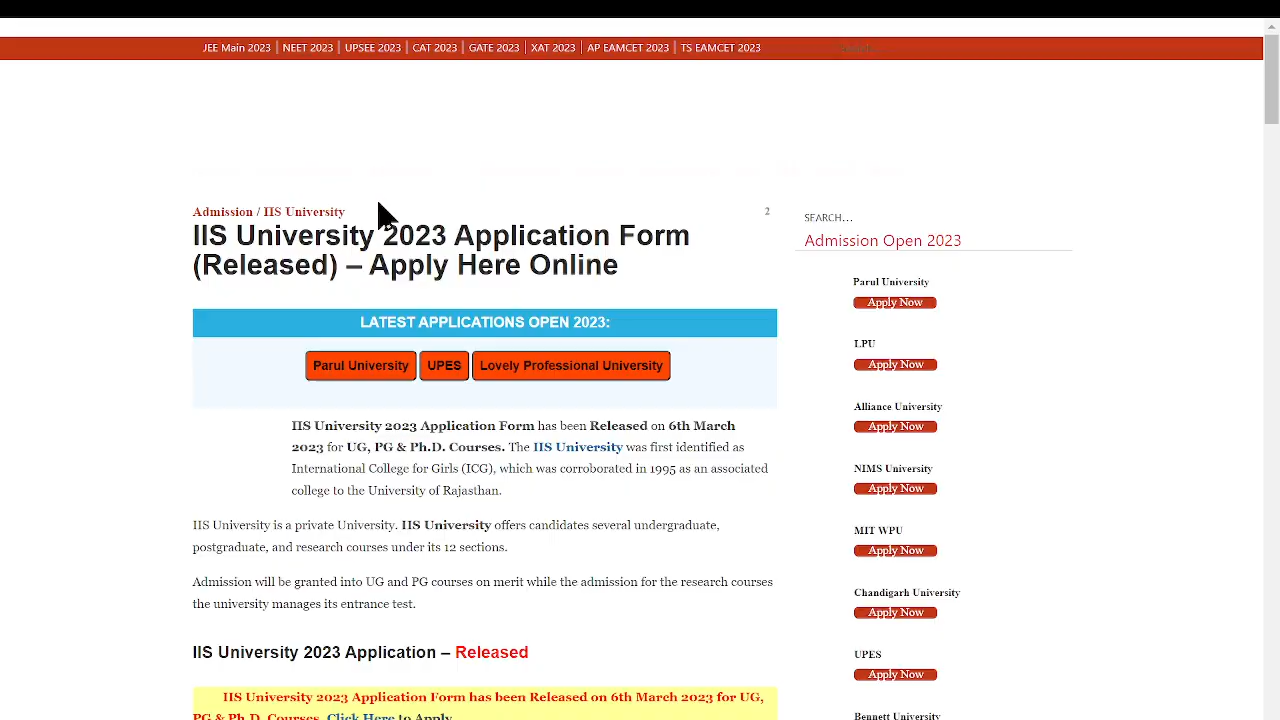 JEE Main 2023 | NEET 2023 | UPSEE 2023 | CAT 2023 | GATE 2023 | XAT 2023 | AP EAMCET 2023 | TS EAMCET 2023
Admission / IIS University
2
IIS University 2023 Application Form
(Released) – Apply Here Online
LATEST APPLICATIONS OPEN 2023:
Parul University UPES Lovely Professional University
IIS University 2023 Application Form has been Released on 6th March
2023 for UG, PG & Ph.D. Courses. The IIS University was first identified as
International College for Girls (ICG), which was corroborated in 1995 as an associated
college to the University of Rajasthan.
IIS University is a private University. IIS University offers candidates several undergraduate,
postgraduate, and research courses under its 12 sections.
Admission will be granted into UG and PG courses on merit while the admission for the research courses
the university manages its entrance test.
IIS University 2023 Application – Released
IIS University 2023 Application Form has been Released on 6th March 2023 for UG,
PG & Ph.D. Courses. Click Here to Apply
SEARCH...
Admission Open 2023
Parul University
Apply Now
LPU
Apply Now
Alliance University
Apply Now
NIMS University
Apply Now
MIT WPU
Apply Now
Chandigarh University
Apply Now
UPES
Apply Now
Bennett University